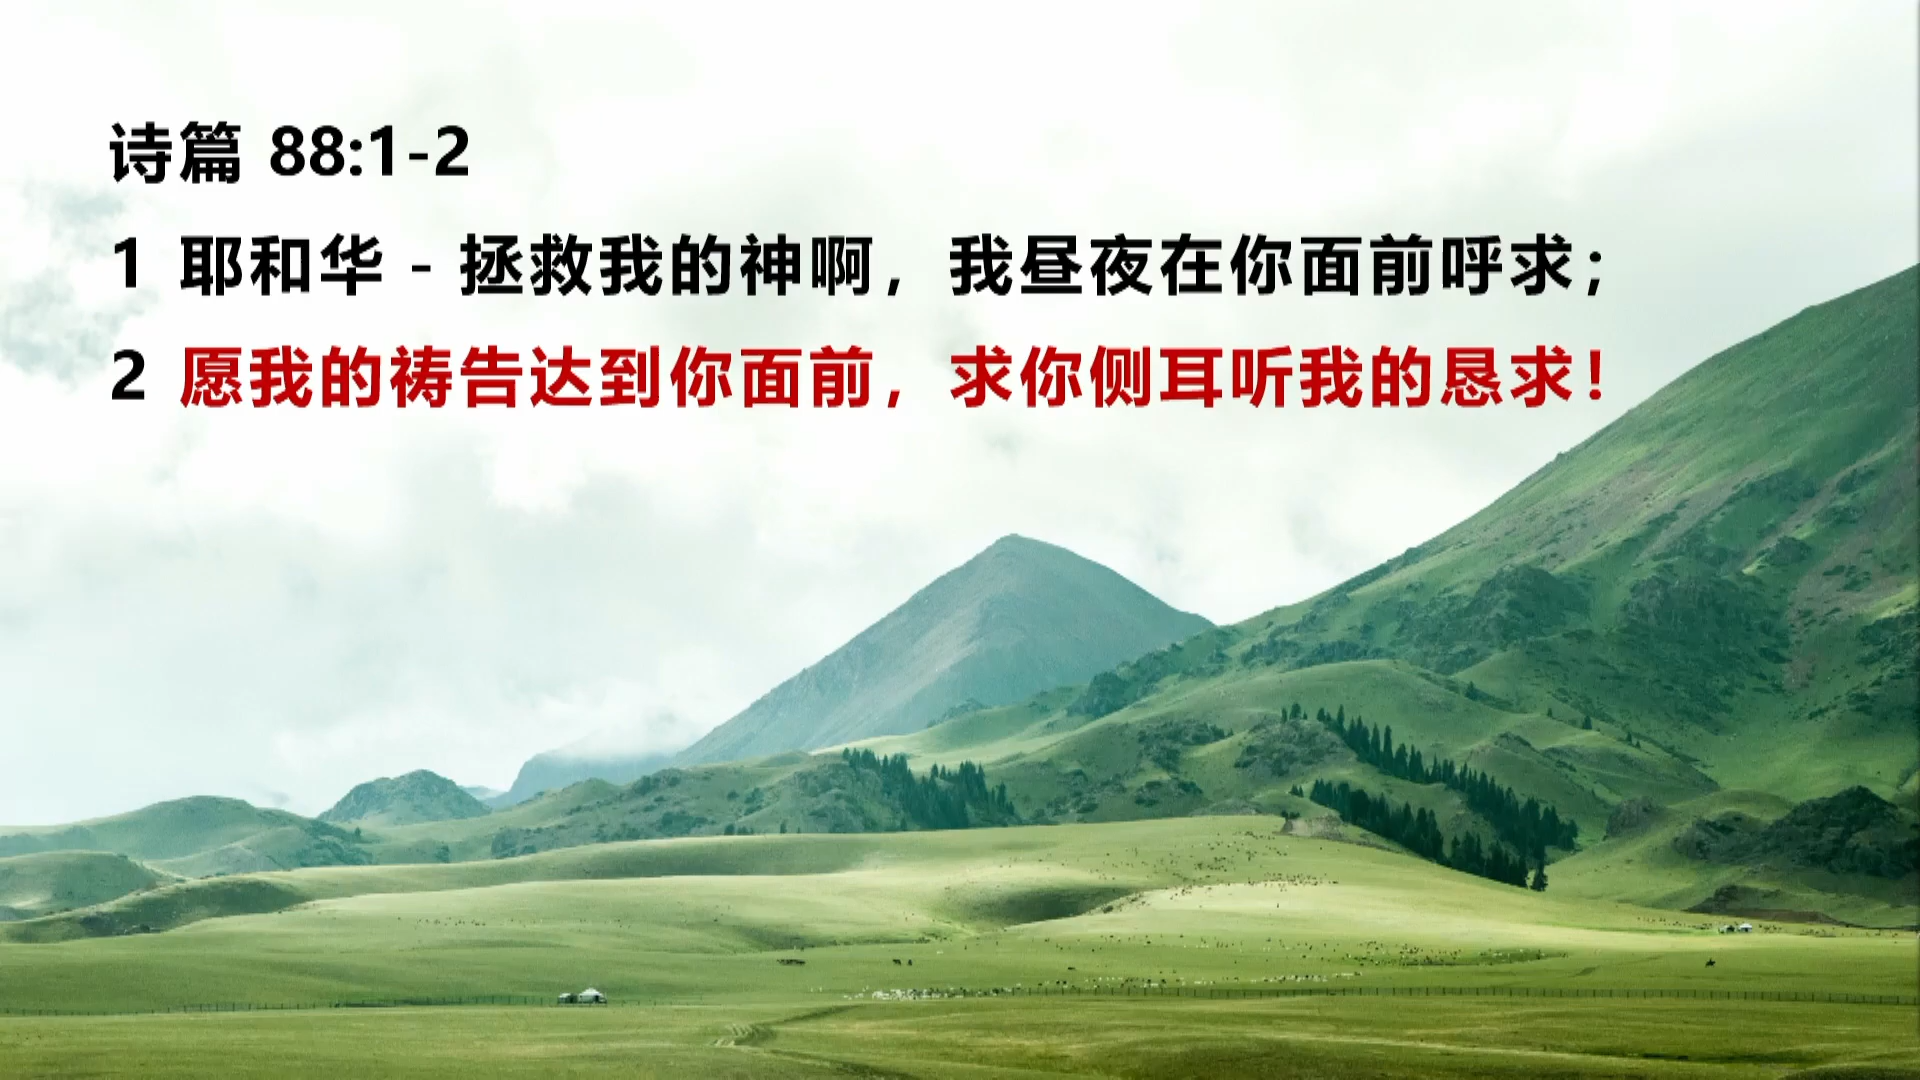 诗篇 88:1-2
1 耶和华 - 拯救我的神啊，我昼夜在你面前呼求；
2 愿我的祷告达到你面前，求你侧耳听我的恳求！